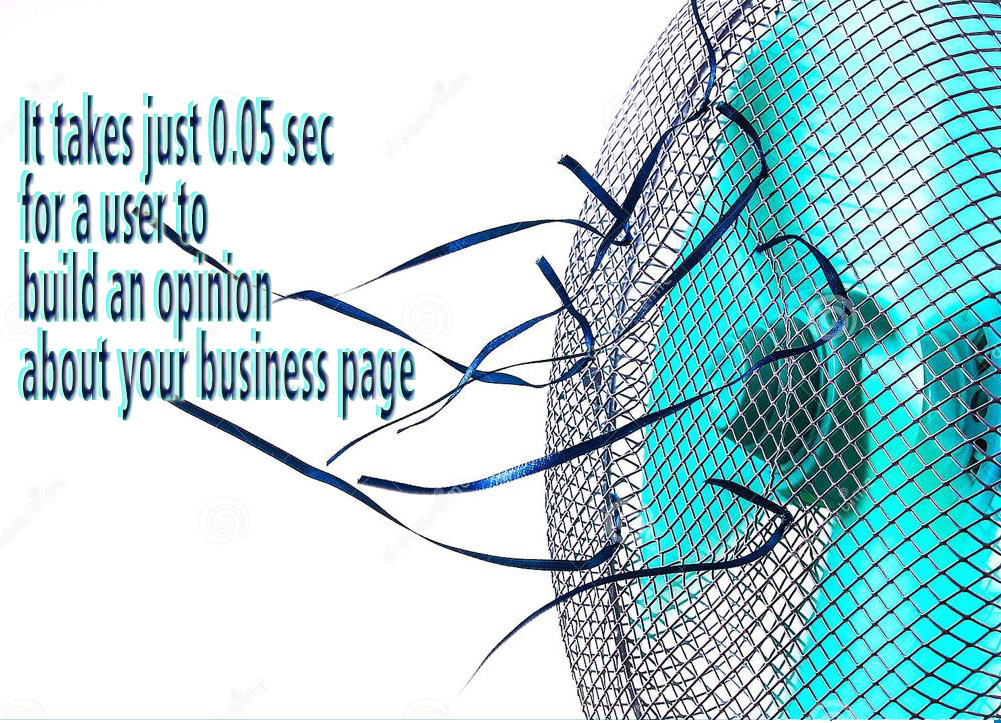 It takes just 0.05 sec
for a user to
build an opinion
about your business page